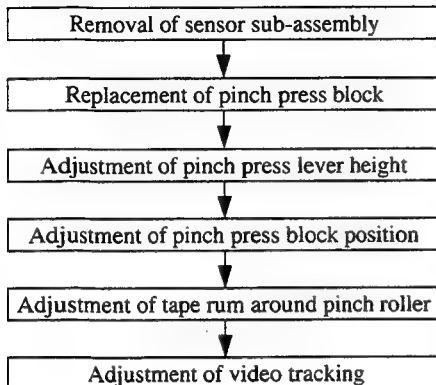 Removal of sensor sub-assembly
Replacement of pinch press block
Adjustment of pinch press lever height
Adjustment of pinch press block position
Adjustment of tape rum around pinch roller
Adjustment of video tracking